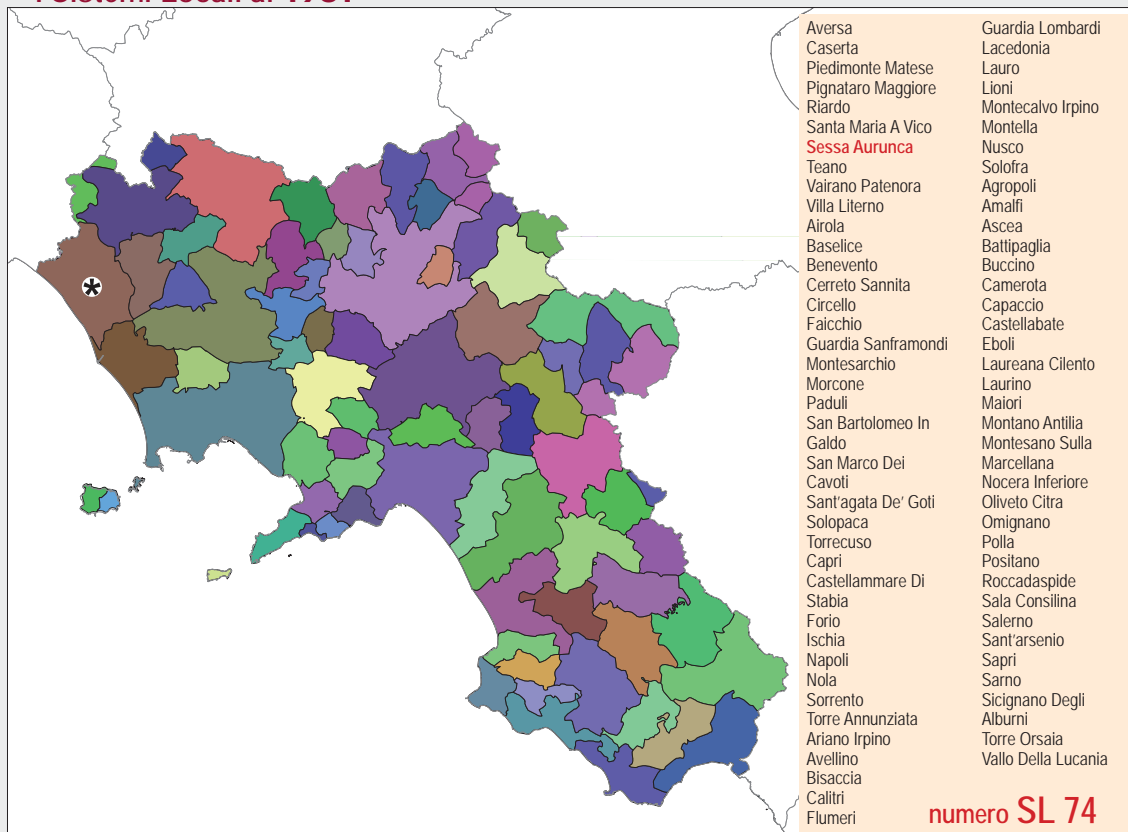 Aversa
Caserta
Piedimonte Matese
Pignataro Maggiore
Riardo
Santa Maria A Vico
Sessa Aurunca
Teano
Vairano Patenora
Villa Literno
Airola
Baselice
Benevento
Cerreto Sannita
Circello
Faicchio
Guardia Sanframondi
Montesarchio
Morcone
Paduli
San Bartolomeo In
Galdo
San Marco Dei
Cavoti
Sant'agata De' Goti
Solopaca
Torrecuso
Capri
Castellammare Di
Stabia
Forio
Ischia
Napoli
Nola
Sorrento
Torre Annunziata
Ariano Irpino
Avellino
Bisaccia
Calitri
Flumeri
Guardia Lombardi
Lacedonia
Lauro
Lioni
Montecalvo Irpino
Montella
Nusco
Solofra
Agropoli
Amalfi
Ascea
Battipaglia
Buccino
Camerota
Capaccio
Castellabate
Eboli
Laureana Cilento
Laurino
Maiori
Montano Antilia
Montesano Sulla
Marcellana
Nocera Inferiore
Oliveto Citra
Omignano
Polla
Positano
Roccadaspide
Sala Consilina
Salerno
Sant'arsenio
Sapri
Sarno
Sicignano Degli
Alburni
Torre Orsaia
Vallo Della Lucania
numero SL 74
*